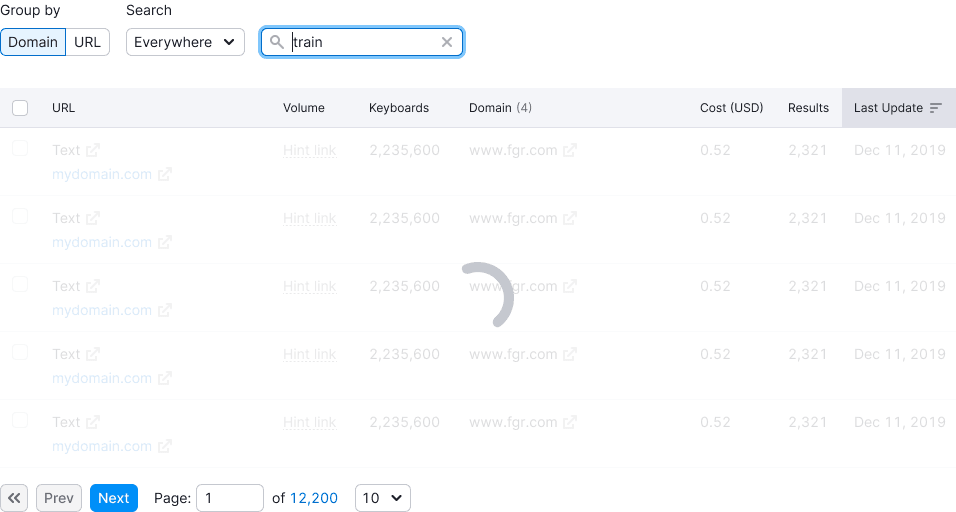 Group by Search
Domain URL Everywhere train
URL Volume Keyboards Domain (4) Cost (USD) Results Last Update
Text Hint link 2,235,600 www.fgr.com 0.52 2,321 Dec 11, 2019
mydomain.com
Text Hint link 2,235,600 www.fgr.com 0.52 2,321 Dec 11, 2019
mydomain.com
Text Hint link 2,235,600 www.fgr.com 0.52 2,321 Dec 11, 2019
mydomain.com
Text Hint link 2,235,600 www.fgr.com 0.52 2,321 Dec 11, 2019
mydomain.com
Text Hint link 2,235,600 www.fgr.com 0.52 2,321 Dec 11, 2019
mydomain.com
Prev Next Page: 1 of 12,200 10